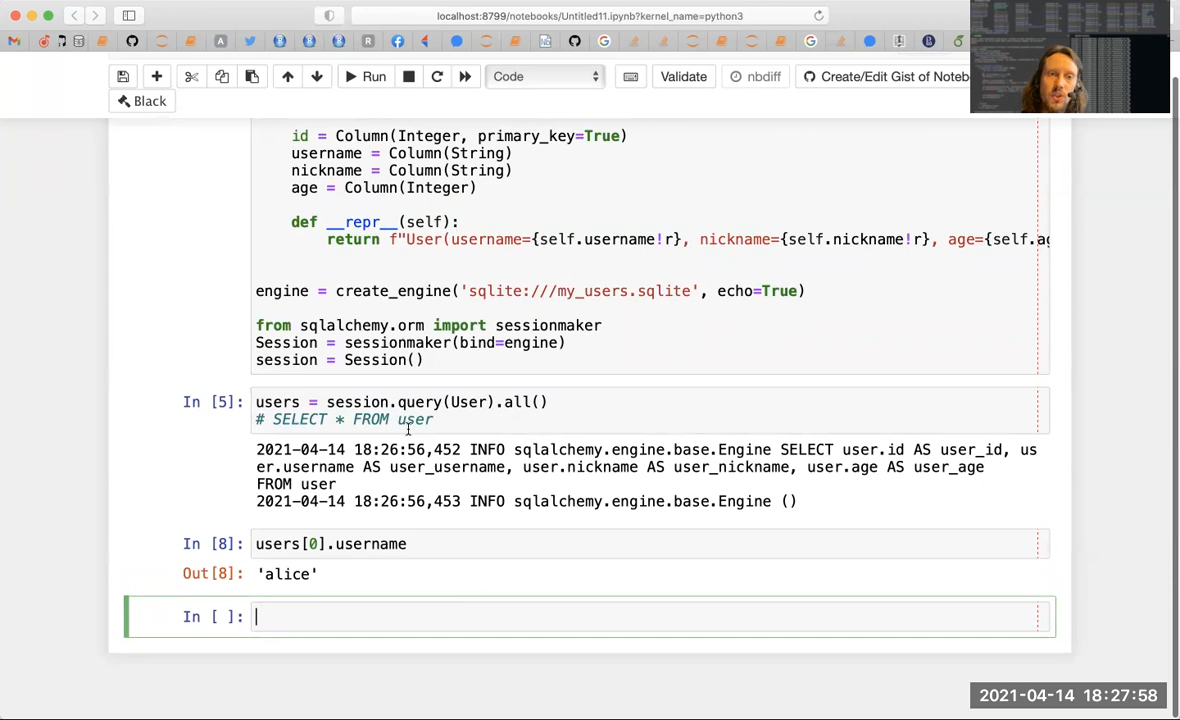 localhost:8799/notebooks/Untitled11.ipynb?kernel_name=python3
Run
Code
Validate
nbdiff
Create/Edit Gist of Noteb
Black
id = Column(Integer, primary_key=True)
username = Column(String)
nickname = Column(String)
age = Column(Integer)
def __repr__(self):
return f"User(username={self.username!r}, nickname={self.nickname!r}, age={self.ag
engine = create_engine('sqlite:///my_users.sqlite', echo=True)
from sqlalchemy.orm import sessionmaker
Session = sessionmaker(bind=engine)
session = Session()
In [5]: users = session.query(User).all()
# SELECT * FROM user
2021-04-14 18:26:56,452 INFO sqlalchemy.engine.base.Engine SELECT user.id AS user_id, us
er.username AS user_username, user.nickname AS user_nickname, user.age AS user_age
FROM user
2021-04-14 18:26:56,453 INFO sqlalchemy.engine.base.Engine ()
In [8]: users[0].username
Out[8]: 'alice'
In [ ]:
2021-04-14 18:27:58